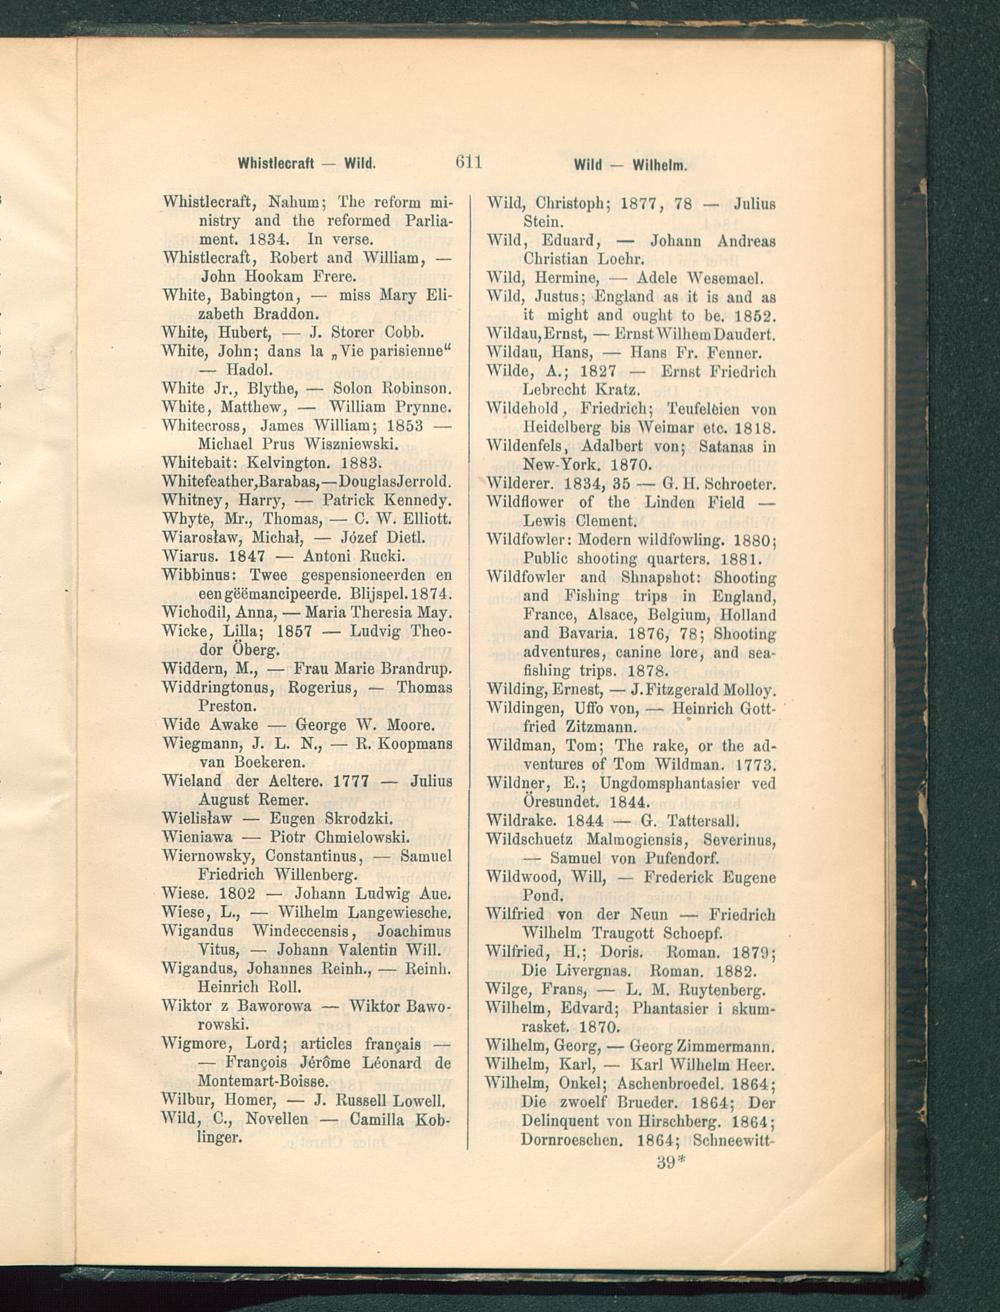 Whistlecraft — Wild.
611
Wild — Wilhelm.
Whistlecraft, Nahum; The reform mi-
nistry and the reformed Parlia-
ment. 1834. In verse.
Whistlecraft, Robert and William, —
John Hookam Frere.
White, Babington, — miss Mary Eli-
zabeth Braddon.
White, Hubert, — J. Storer Cobb.
White, John; dans la „Vie parisienne“
— Hadol.
White Jr., Blythe, — Solon Robinson.
White, Matthew, — William Prynne.
Whitecross, James William; 1853 —
Michael Prus Wiszniewski.
Whitebait: Kelvington. 1883.
Whitefeather, Barabas, — Douglas Jerrold.
Whitney, Harry, — Patrick Kennedy.
Whyte, Mr., Thomas, — C. W. Elliott.
Wiarosław, Michał, — Józef Dietl.
Wiarus. 1847 — Antoni Rucki.
Wibbinus: Twee gespensioneerden en
een gëëmancipeerde. Blijspel. 1874.
Wichodil, Anna, — Maria Theresia May.
Wicke, Lilla; 1857 — Ludvig Theo-
dor Öberg.
Widdern, M., — Frau Marie Brandrup.
Widdringtonus, Rogerius, — Thomas
Preston.
Wide Awake — George W. Moore.
Wiegmann, J. L. N., — R. Koopmans
van Boekeren.
Wieland der Aeltere. 1777 — Julius
August Remer.
Wielisław — Eugen Skrodzki.
Wieniawa — Piotr Chmielowski.
Wiernowsky, Constantinus, — Samuel
Friedrich Willenberg.
Wiese. 1802 — Johann Ludwig Aue.
Wiese, L., — Wilhelm Langewiesche.
Wigandus Windeccensis, Joachimus
Vitus, — Johann Valentin Will.
Wigandus, Johannes Reinh., — Reinh.
Heinrich Roll.
Wiktor z Baworowa — Wiktor Bawo-
rowski.
Wigmore, Lord; articles français —
— François Jérôme Léonard de
Montemart-Boisse.
Wilbur, Homer, — J. Russell Lowell.
Wild, C., Novellen — Camilla Kob-
linger.
Wild, Christoph; 1877, 78 — Julius
Stein.
Wild, Eduard, — Johann Andreas
Christian Loehr.
Wild, Hermine, — Adele Wesemael.
Wild, Justus; England as it is and as
it might and ought to be. 1852.
Wildau, Ernst, — Ernst Wilhem Daudert.
Wildau, Hans, — Hans Fr. Fenner.
Wilde, A.; 1827 — Ernst Friedrich
Lebrecht Kratz.
Wildehold, Friedrich; Teufeleien von
Heidelberg bis Weimar etc. 1818.
Wildenfels, Adalbert von; Satanas in
New-York. 1870.
Wilderer. 1834, 35 — G. H. Schroeter.
Wildflower of the Linden Field —
Lewis Clement.
Wildfowler: Modern wildfowling. 1880;
Public shooting quarters. 1881.
Wildfowler and Shnapshot: Shooting
and Fishing trips in England,
France, Alsace, Belgium, Holland
and Bavaria. 1876, 78; Shooting
adventures, canine lore, and sea-
fishing trips. 1878.
Wilding, Ernest, — J. Fitzgerald Molloy.
Wildingen, Uffo von, — Heinrich Gott-
fried Zitzmann.
Wildman, Tom; The rake, or the ad-
ventures of Tom Wildman. 1773.
Wildner, E.; Ungdomsphantasier ved
Öresundet. 1844.
Wildrake. 1844 — G. Tattersall.
Wildschuetz Malmogiensis, Severinus,
— Samuel von Pufendorf.
Wildwood, Will, — Frederick Eugene
Pond.
Wilfried von der Neun — Friedrich
Wilhelm Traugott Schoepf.
Wilfried, H.; Doris. Roman. 1879;
Die Livergnas. Roman. 1882.
Wilge, Frans, — L. M. Ruytenberg.
Wilhelm, Edvard; Phantasier i skum-
rasket. 1870.
Wilhelm, Georg, — Georg Zimmermann.
Wilhelm, Karl, — Karl Wilhelm Heer.
Wilhelm, Onkel; Aschenbroedel. 1864;
Die zwoelf Brueder. 1864; Der
Delinquent von Hirschberg. 1864;
Dornroeschen. 1864; Schneewitt-
39*